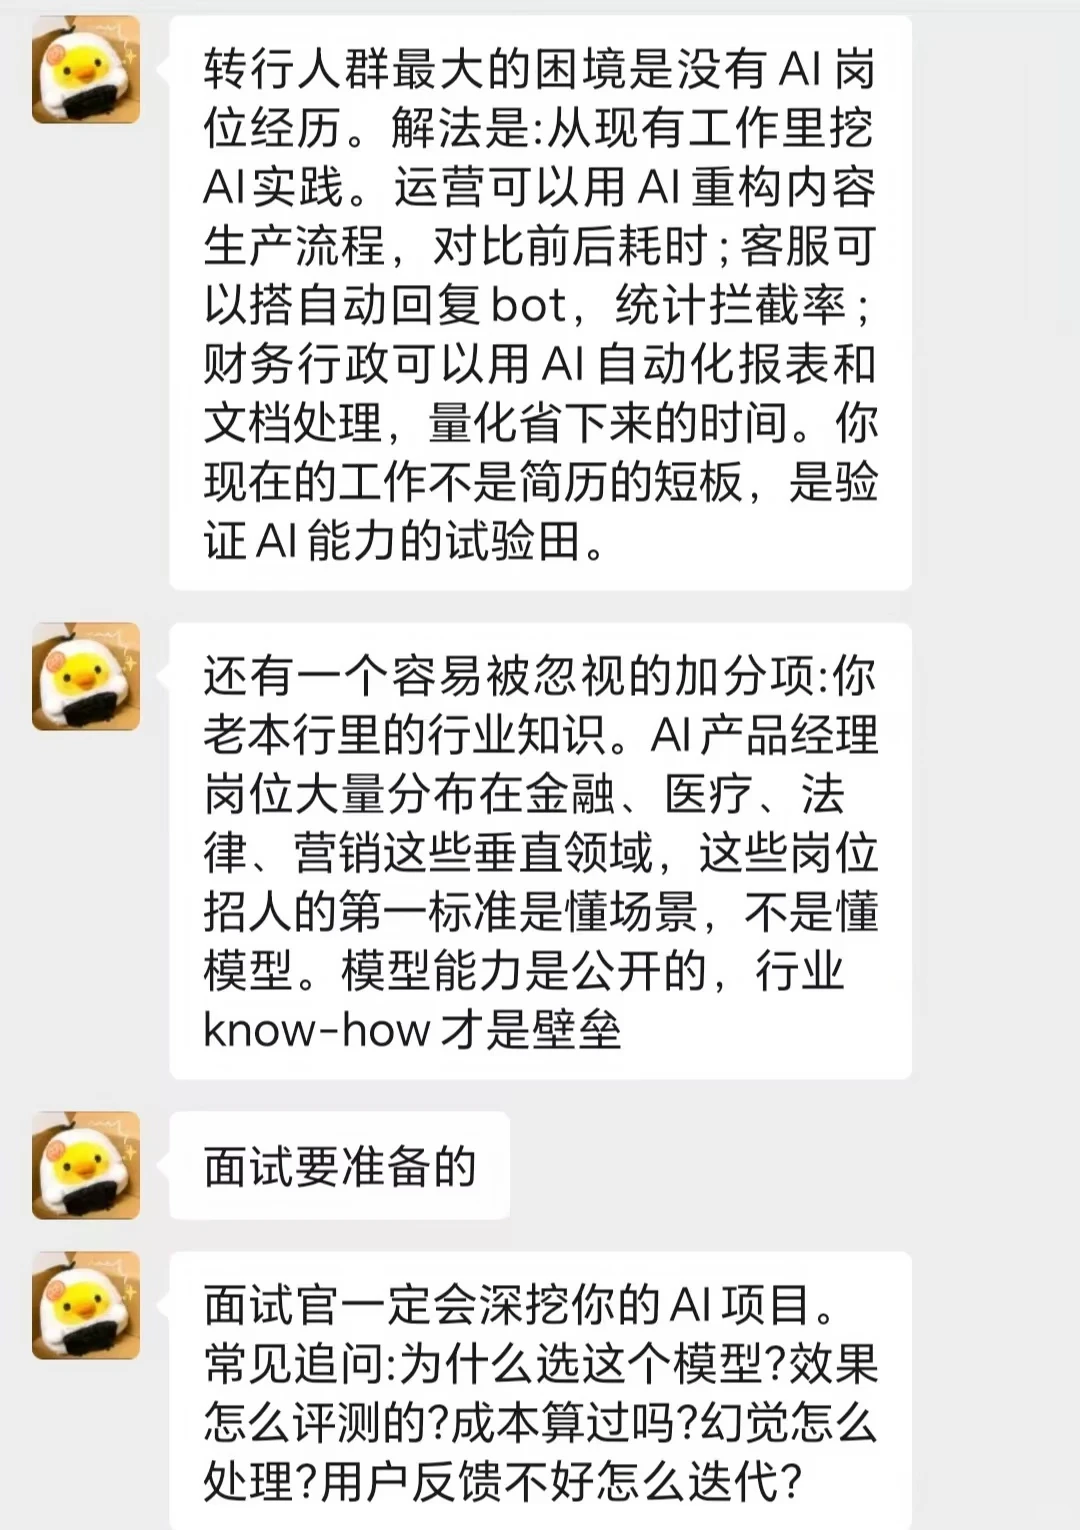 转行人群最大的困境是没有AI岗
位经历。解法是:从现有工作里挖
AI实践。运营可以用AI重构内容
生产流程，对比前后耗时;客服可
以搭自动回复bot，统计拦截率;
财务行政可以用AI自动化报表和
文档处理，量化省下来的时间。你
现在的工作不是简历的短板，是验
证AI能力的试验田。
还有一个容易被忽视的加分项:你
老本行里的行业知识。AI产品经理
岗位大量分布在金融、医疗、法
律、营销这些垂直领域，这些岗位
招人的第一标准是懂场景，不是懂
模型。模型能力是公开的，行业
know-how才是壁垒
面试要准备的
面试官一定会深挖你的AI项目。
常见追问:为什么选这个模型?效果
怎么评测的?成本算过吗?幻觉怎么
处理?用户反馈不好怎么迭代?